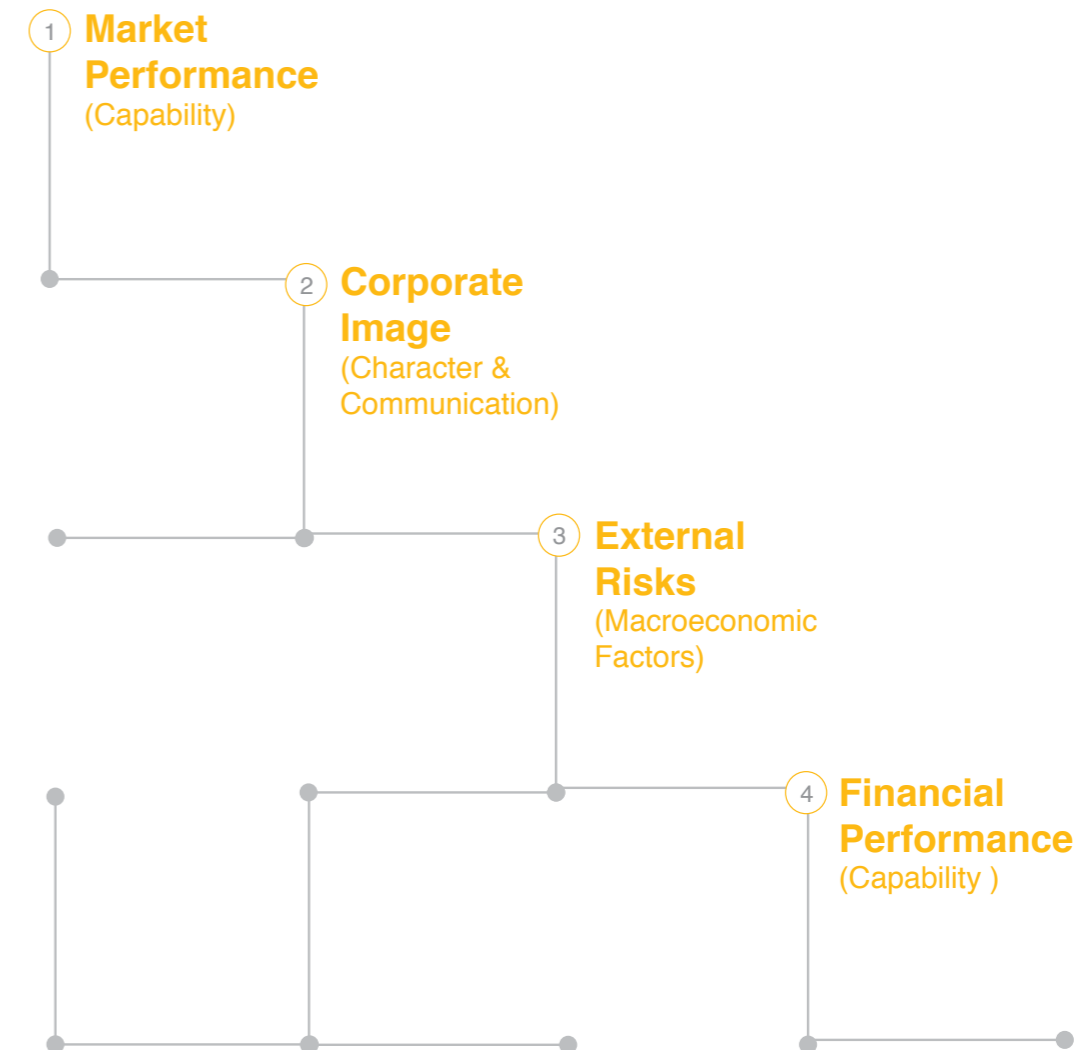 1
Market
Performance
(Capability)
2
Corporate
Image
(Character &
Communication)
3
External
Risks
(Macroeconomic
Factors)
4
Financial
Performance
(Capability )